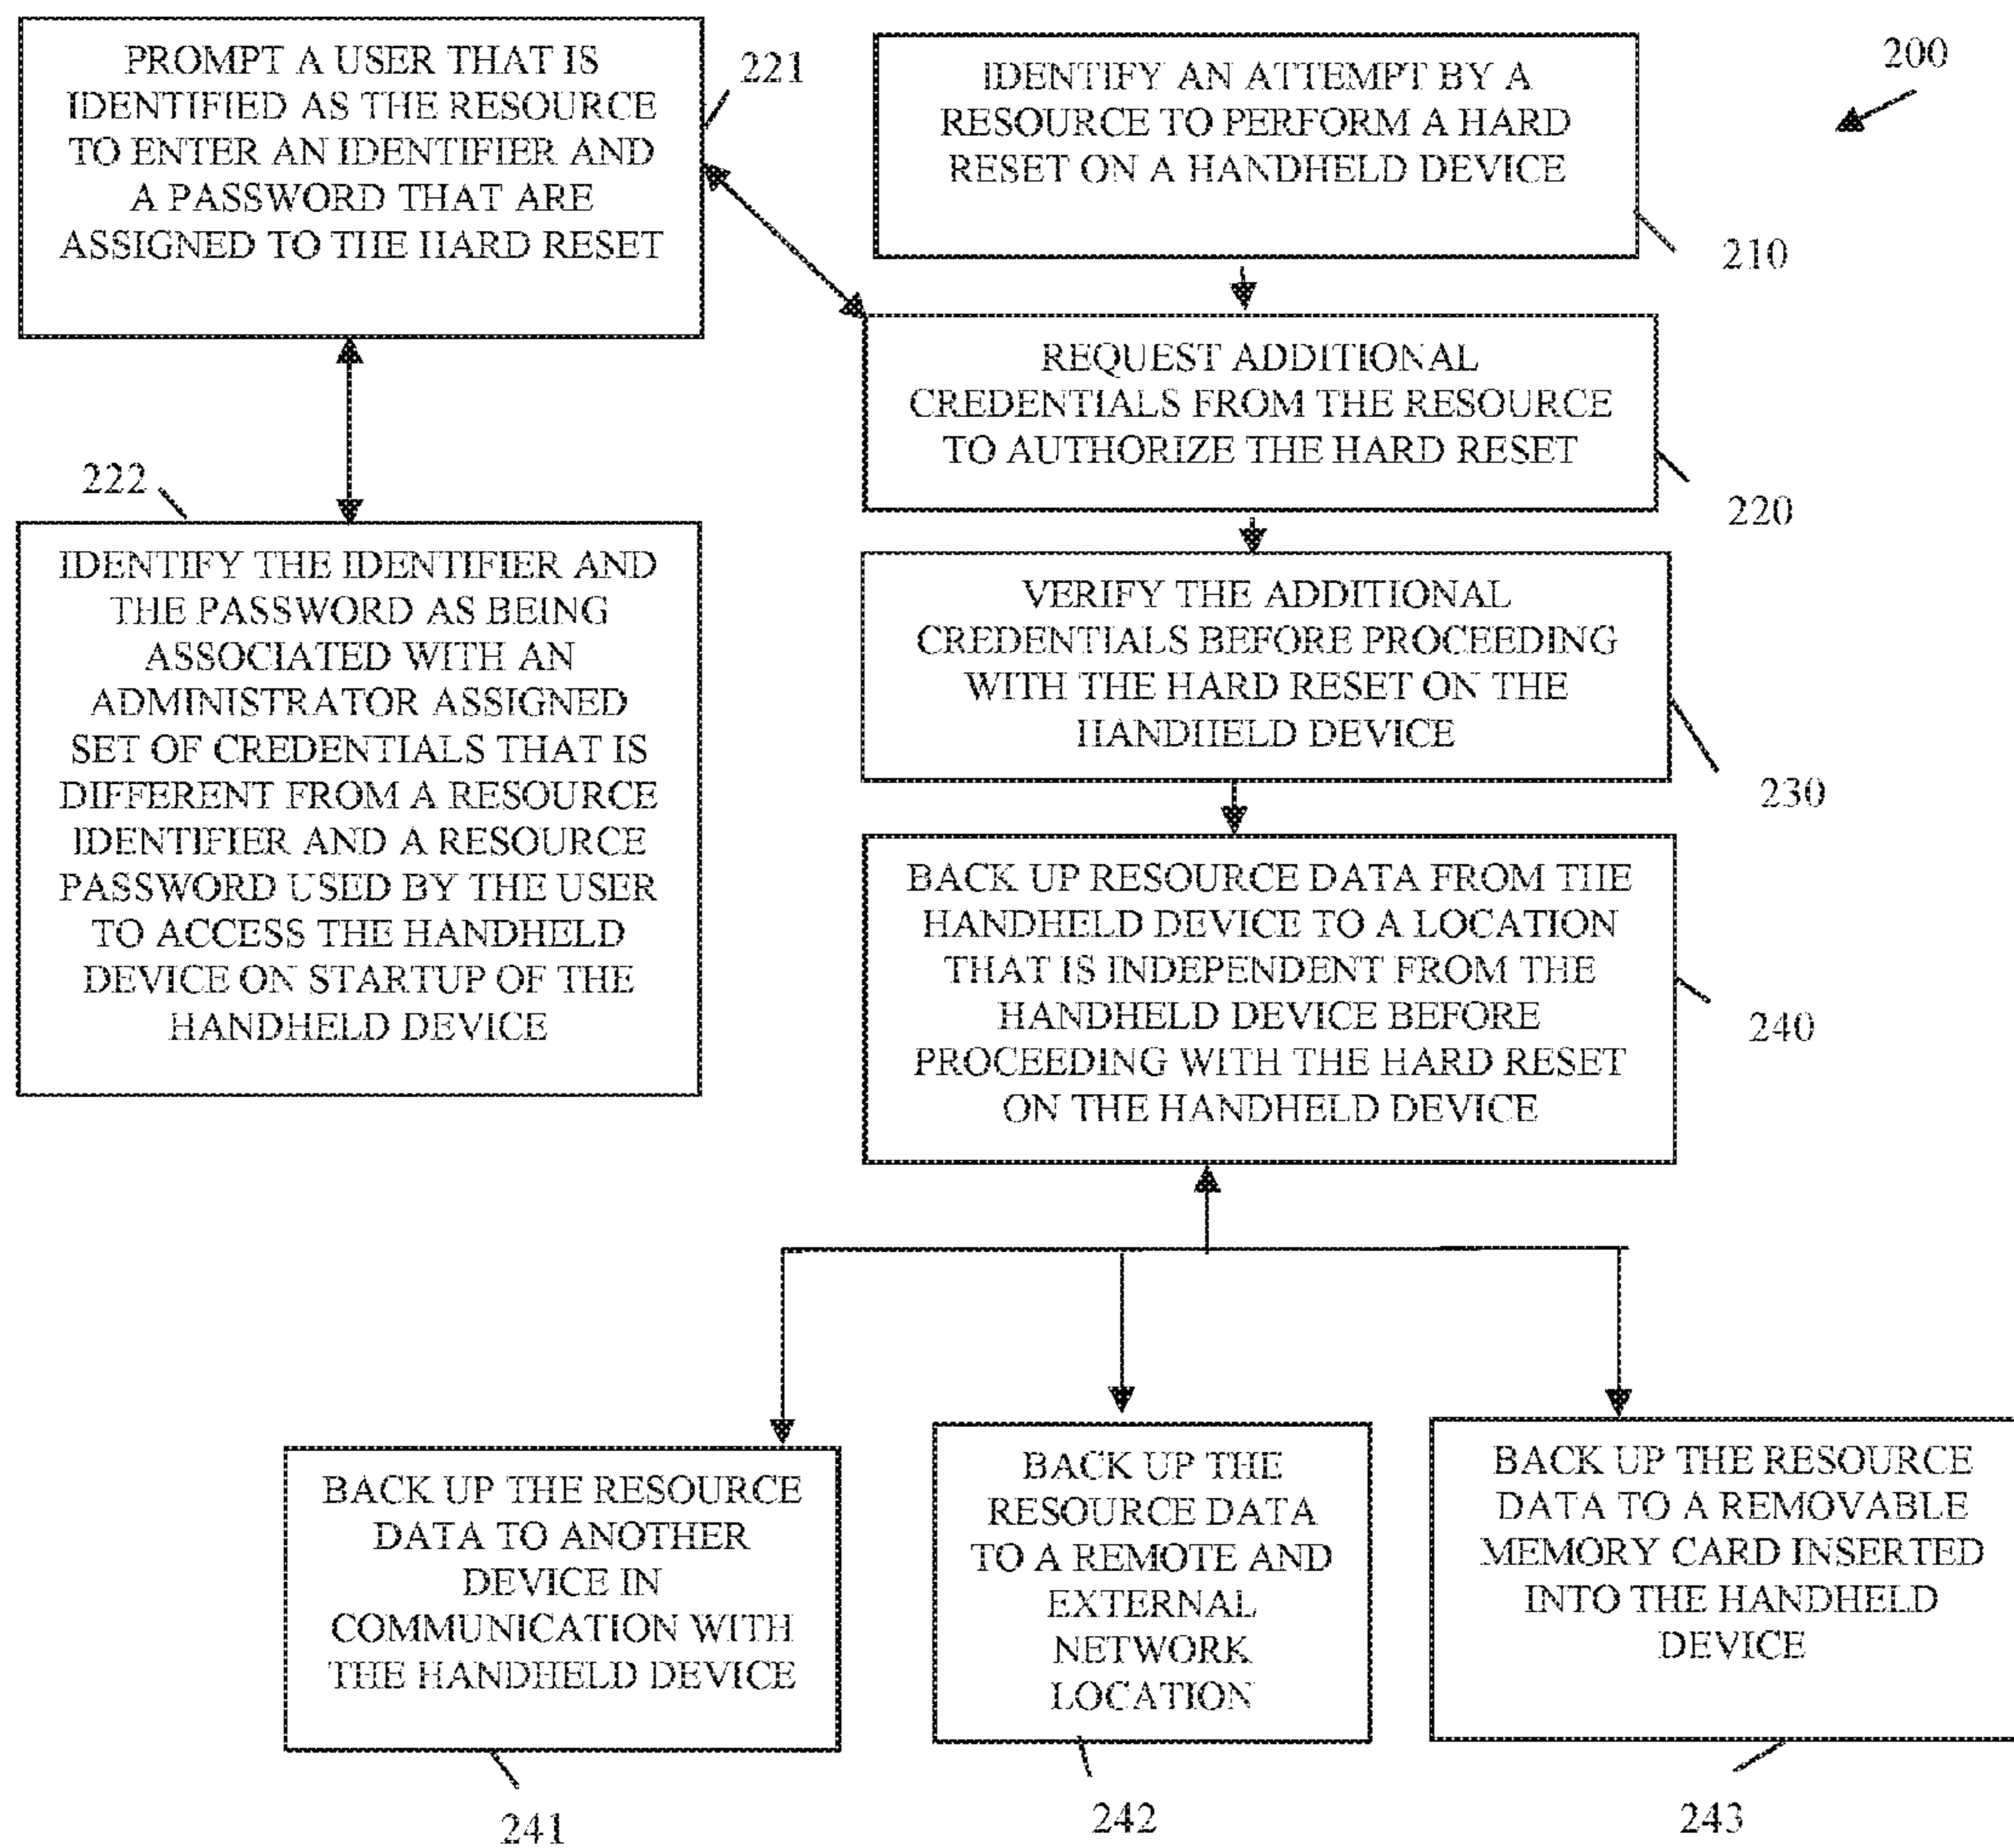 PROMPT A USER THAT IS
IDENTIFIED AS THE RESOURCE
TO ENTER AN IDENTIFIER AND
A PASSWORD THAT ARE
ASSIGNED TO THE HARD RESET
221
IDENTIFY AN ATTEMPT BY A
RESOURCE TO PERFORM A HARD
RESET ON A HANDHELD DEVICE
200
210
REQUEST ADDITIONAL
CREDENTIALS FROM THE RESOURCE
TO AUTHORIZE THE HARD RESET
220
222
IDENTIFY THE IDENTIFIER AND
THE PASSWORD AS BEING
ASSOCIATED WITH AN
ADMINISTRATOR ASSIGNED
SET OF CREDENTIALS THAT IS
DIFFERENT FROM A RESOURCE
IDENTIFIER AND A RESOURCE
PASSWORD USED BY THE USER
TO ACCESS THE HANDHELD
DEVICE ON STARTUP OF THE
HANDHELD DEVICE
VERIFY THE ADDITIONAL
CREDENTIALS BEFORE PROCEEDING
WITH THE HARD RESET ON THE
HANDHELD DEVICE
230
BACK UP RESOURCE DATA FROM THE
HANDHELD DEVICE TO A LOCATION
THAT IS INDEPENDENT FROM THE
HANDHELD DEVICE BEFORE
PROCEEDING WITH THE HARD RESET
ON THE HANDHELD DEVICE
240
BACK UP THE RESOURCE
DATA TO ANOTHER
DEVICE IN
COMMUNICATION WITH
THE HANDHELD DEVICE
241
BACK UP THE
RESOURCE DATA
TO A REMOTE AND
EXTERNAL
NETWORK
LOCATION
242
BACK UP THE RESOURCE
DATA TO A REMOVABLE
MEMORY CARD INSERTED
INTO THE HANDHELD
DEVICE
243